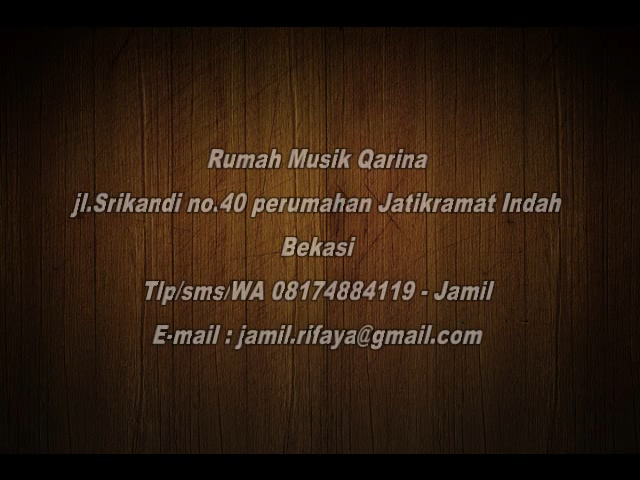 Rumah Musik Qarina
jl.Srikandi no.40 perumahan Jatikramat Indah
Bekasi
Tlp/sms/WA 08174884119 - Jamil
E-mail : jamil.rifaya@gmail.com